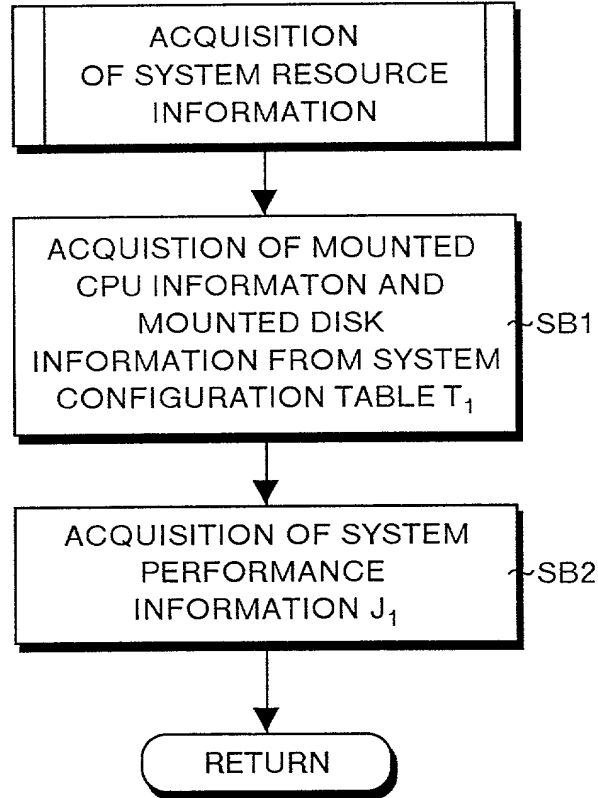 ACQUISITION
OF SYSTEM RESOURCE
INFORMATION
ACQUISTION OF MOUNTED
CPU INFORMATON AND
MOUNTED DISK
INFORMATION FROM SYSTEM
CONFIGURATION TABLE T1
SB1
ACQUISITION OF SYSTEM
PERFORMANCE
INFORMATION J1
SB2
RETURN